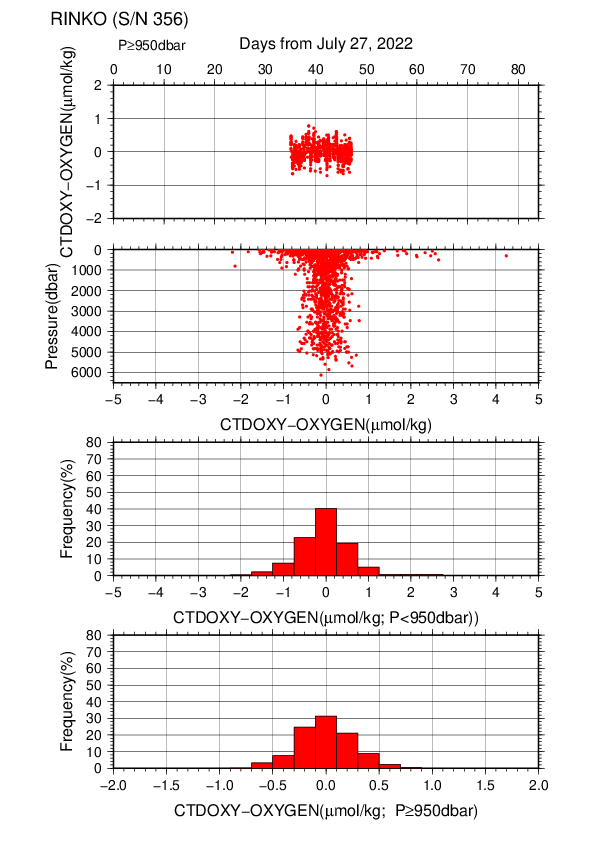 RINKO (S/N 356)
P≥950dbar
Days from July 27, 2022
0 10 20 30 40 50 60 70 80
CTDOXY−OXYGEN(μmol/kg)
2
1
0
−1
−2
Pressure(dbar)
0
1000
2000
3000
4000
5000
6000
−5 −4 −3 −2 −1 0 1 2 3 4 5
CTDOXY−OXYGEN(μmol/kg)
Frequency(%)
80
70
60
50
40
30
20
10
0
−5 −4 −3 −2 −1 0 1 2 3 4 5
CTDOXY−OXYGEN(μmol/kg; P<950dbar))
Frequency(%)
80
70
60
50
40
30
20
10
0
−2.0 −1.5 −1.0 −0.5 0.0 0.5 1.0 1.5 2.0
CTDOXY−OXYGEN(μmol/kg; P≥950dbar)